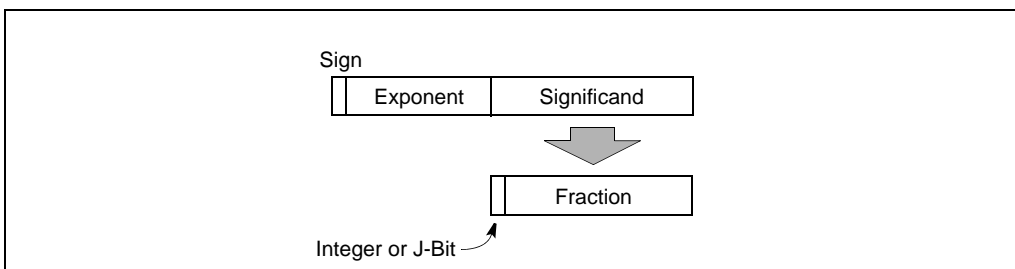 Sign
Exponent
Significand
Fraction
Integer or J-Bit